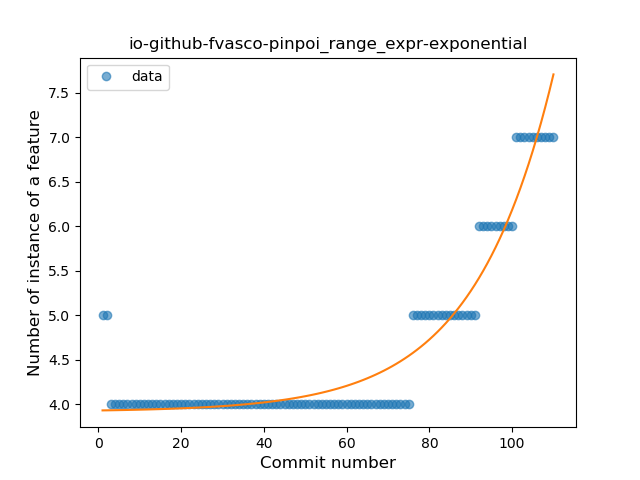 io-github-fvasco-pinpoi_range_expr-exponential
data
Number of instance of a feature
7.5
7.0
6.5
6.0
5.5
5.0
4.5
4.0
0 20 40 60 80 100
Commit number